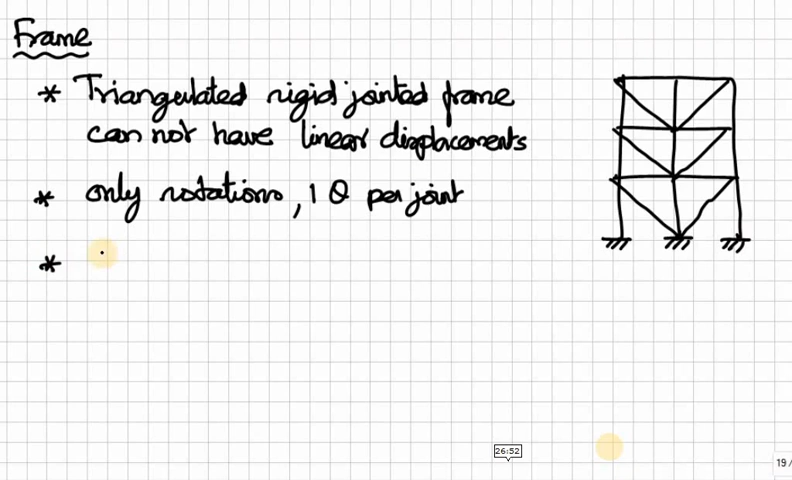 Frame
* Triangulated rigid jointed frame
can not have linear displacements
* only rotations, 1 θ per joint
*
26:52
19/